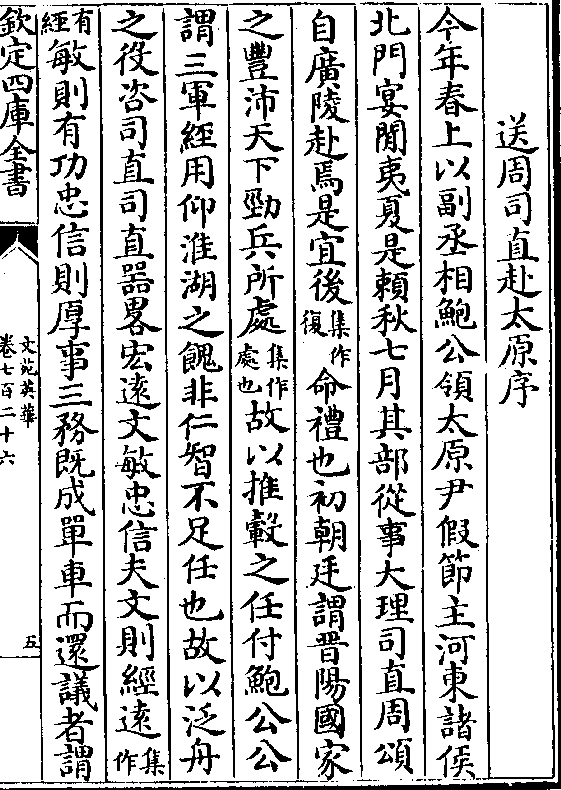 送周司直赴太原序
今年春上以副丞相鮑公領太原尹假節主河東諸侯
北門宴閒夷夏是頼秋七月其部從事大理司直周頌
自廣陵赴焉是宜後集作復命禮也初朝廷謂晋陽國家
之豐沛天下勁兵所處集作處也故以推轂之任付鮑公公
謂三軍經用仰淮湖之餽非仁智不足任也故以泛舟
之役咨司直司直器畧宏遠文敏忠信夫文則經遠集作
有經敏則有功忠信則厚事三務既成單車而還議者謂
欽定四庫全書
文苑英華
卷七百二十六
五